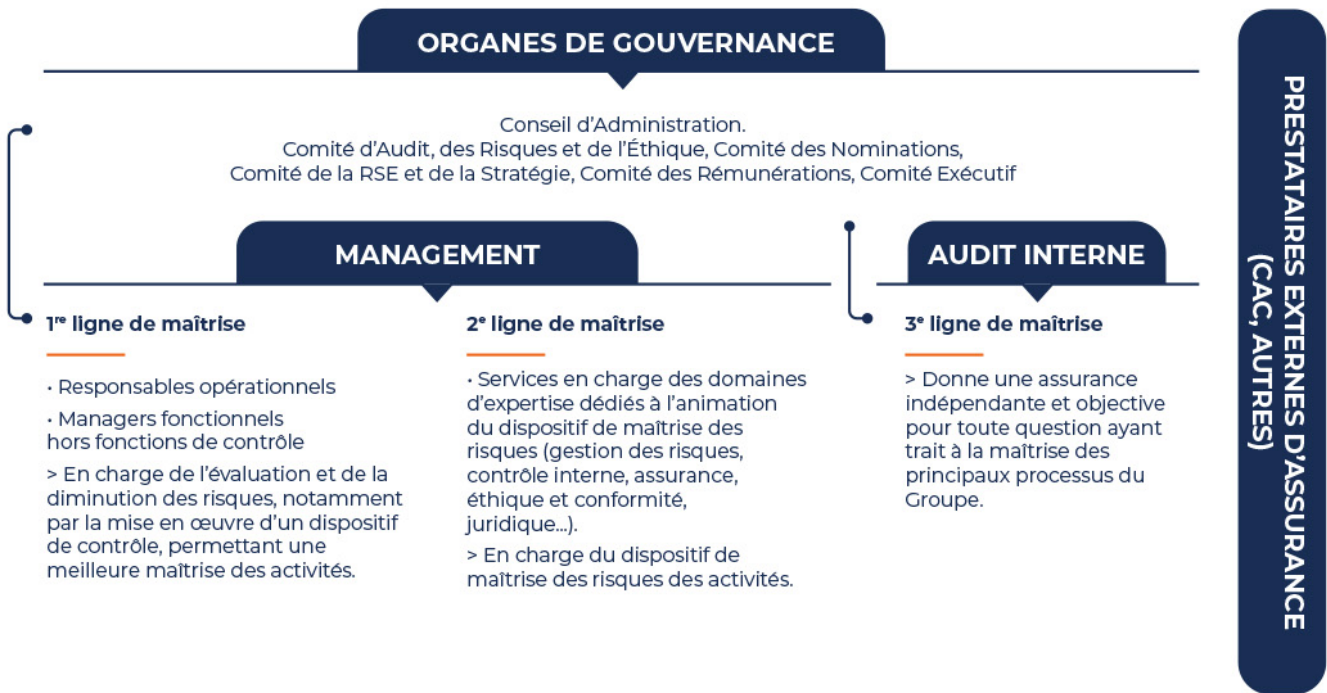 ORGANES DE GOUVERNANCE
Conseil d’Administration.
Comité d’Audit, des Risques et de l’Éthique, Comité des Nominations,
Comité de la RSE et de la Stratégie, Comité des Rémunérations, Comité Exécutif
MANAGEMENT
1re ligne de maîtrise
• Responsables opérationnels
• Managers fonctionnels
hors fonctions de contrôle
> En charge de l’évaluation et de la
diminution des risques, notamment
par la mise en œuvre d’un dispositif
de contrôle, permettant une
meilleure maîtrise des activités.
2e ligne de maîtrise
• Services en charge des domaines
d’expertise dédiés à l’animation
du dispositif de maîtrise des
risques (gestion des risques,
contrôle interne, assurance,
éthique et conformité,
juridique...).
> En charge du dispositif de
maîtrise des risques des activités.
AUDIT INTERNE
3e ligne de maîtrise
> Donne une assurance
indépendante et objective
pour toute question ayant
trait à la maîtrise des
principaux processus du
Groupe.
PRESTATAIRES EXTERNES D’ASSURANCE
(CAC, AUTRES)